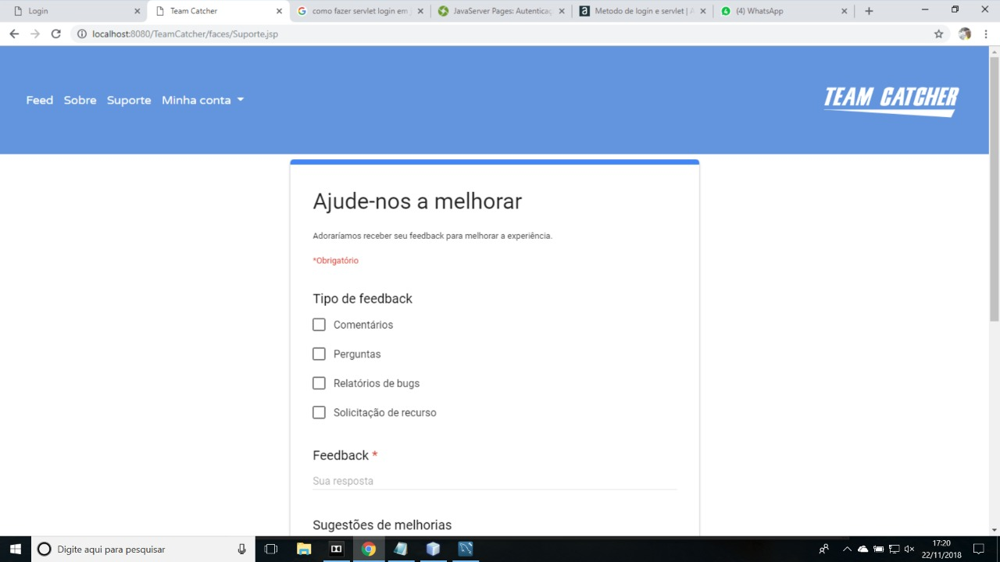 Login
Team Catcher
como fazer servlet login em j
JavaServer Pages: Autenticaç
Metodo de login e servlet | A
(4) WhatsApp
localhost:8080/TeamCatcher/faces/Suporte.jsp
Feed Sobre Suporte Minha conta
TEAM CATCHER
Ajude-nos a melhorar
Adoraríamos receber seu feedback para melhorar a experiência.
*Obrigatório
Tipo de feedback
Comentários
Perguntas
Relatórios de bugs
Solicitação de recurso
Feedback *
Sua resposta
Sugestões de melhorias
Digite aqui para pesquisar
17:20
22/11/2018